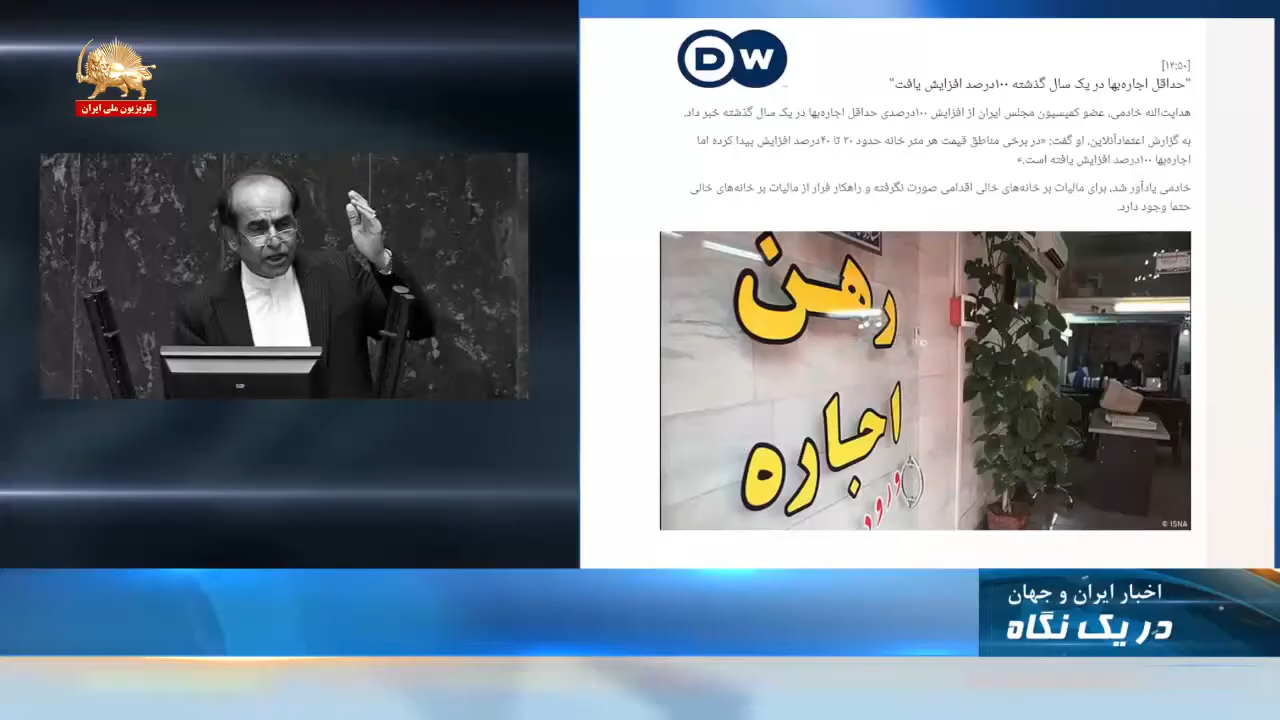 تلویزیون ملی ایران
DW
[۱۲:۵۰]
"حداقل اجاره‌بها در یک سال گذشته ۱۰۰درصد افزایش یافت"
هدایت‌الله خادمی، عضو کمیسیون مجلس ایران از افزایش ۱۰۰درصدی حداقل اجاره‌بها در یک سال گذشته خبر داد.
به گزارش اعتمادآنلاین، او گفت: «در برخی مناطق قیمت هر متر خانه حدود ۳۰ تا ۴۰درصد افزایش پیدا کرده اما
اجاره‌بها ۱۰۰درصد افزایش یافته است.»
خادمی یادآور شد، برای مالیات بر خانه‌های خالی اقدامی صورت نگرفته و راهکار فرار از مالیات بر خانه‌های خالی
حتما وجود دارد.
رهن
اجاره
ورود
© ISNA
اخبار ایران و جهان
در یک نگاه